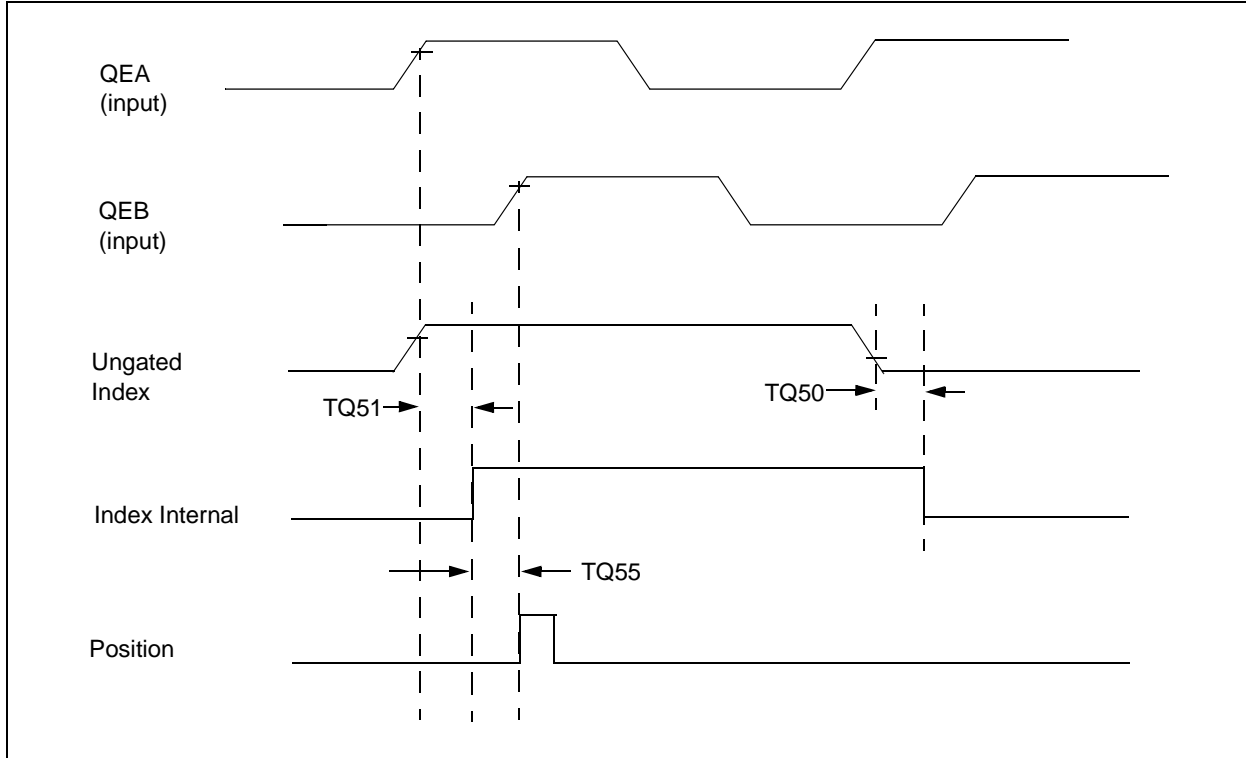 QEA
(input)
QEB
(input)
Ungated
Index
TQ51
TQ50
Index Internal
TQ55
Position